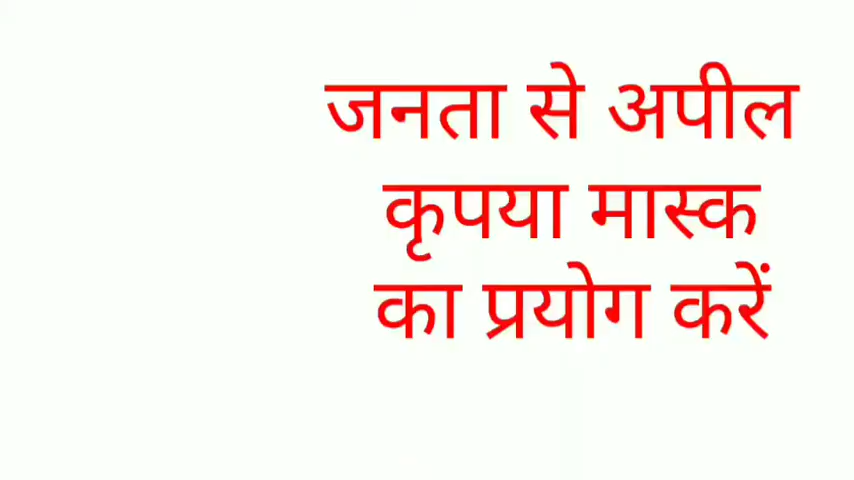 जनता से अपील
कृपया मास्क
का प्रयोग करें